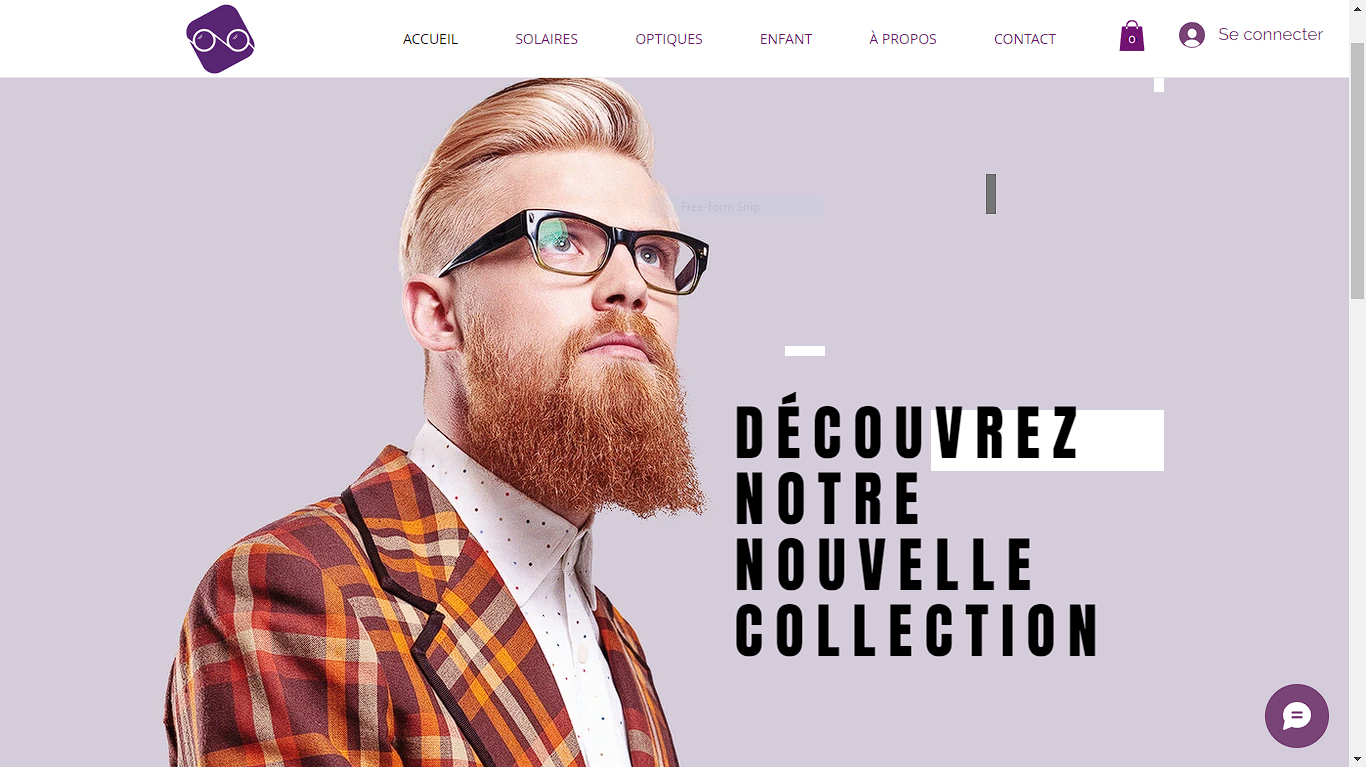 ACCUEIL
SOLAIRES
OPTIQUES
ENFANT
À PROPOS
CONTACT
0
Se connecter
Free-form Snip
DÉCOUVREZ
NOTRE
NOUVELLE
COLLECTION